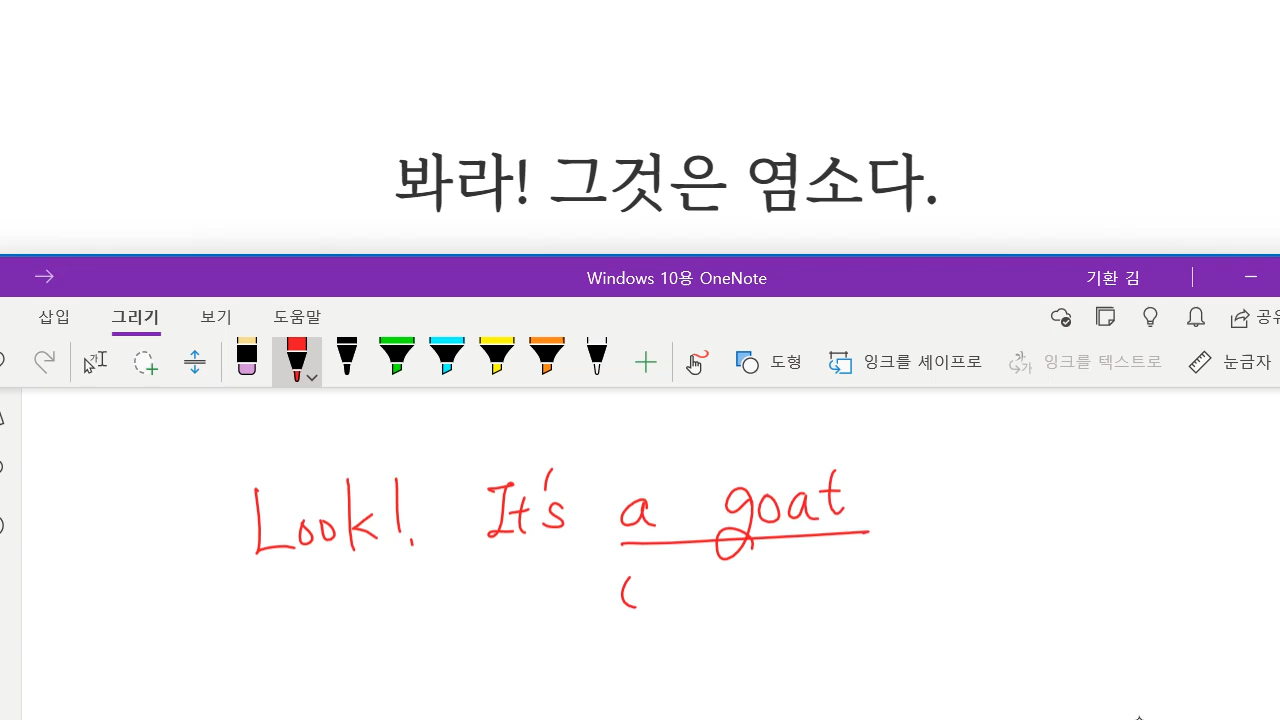 봐라! 그것은 염소다.
Windows 10용 OneNote 기환 김
삽입 그리기 보기 도움말 공유
도형 잉크를 셰이프로 잉크를 텍스트로 눈금자
Look! It's a goat
(